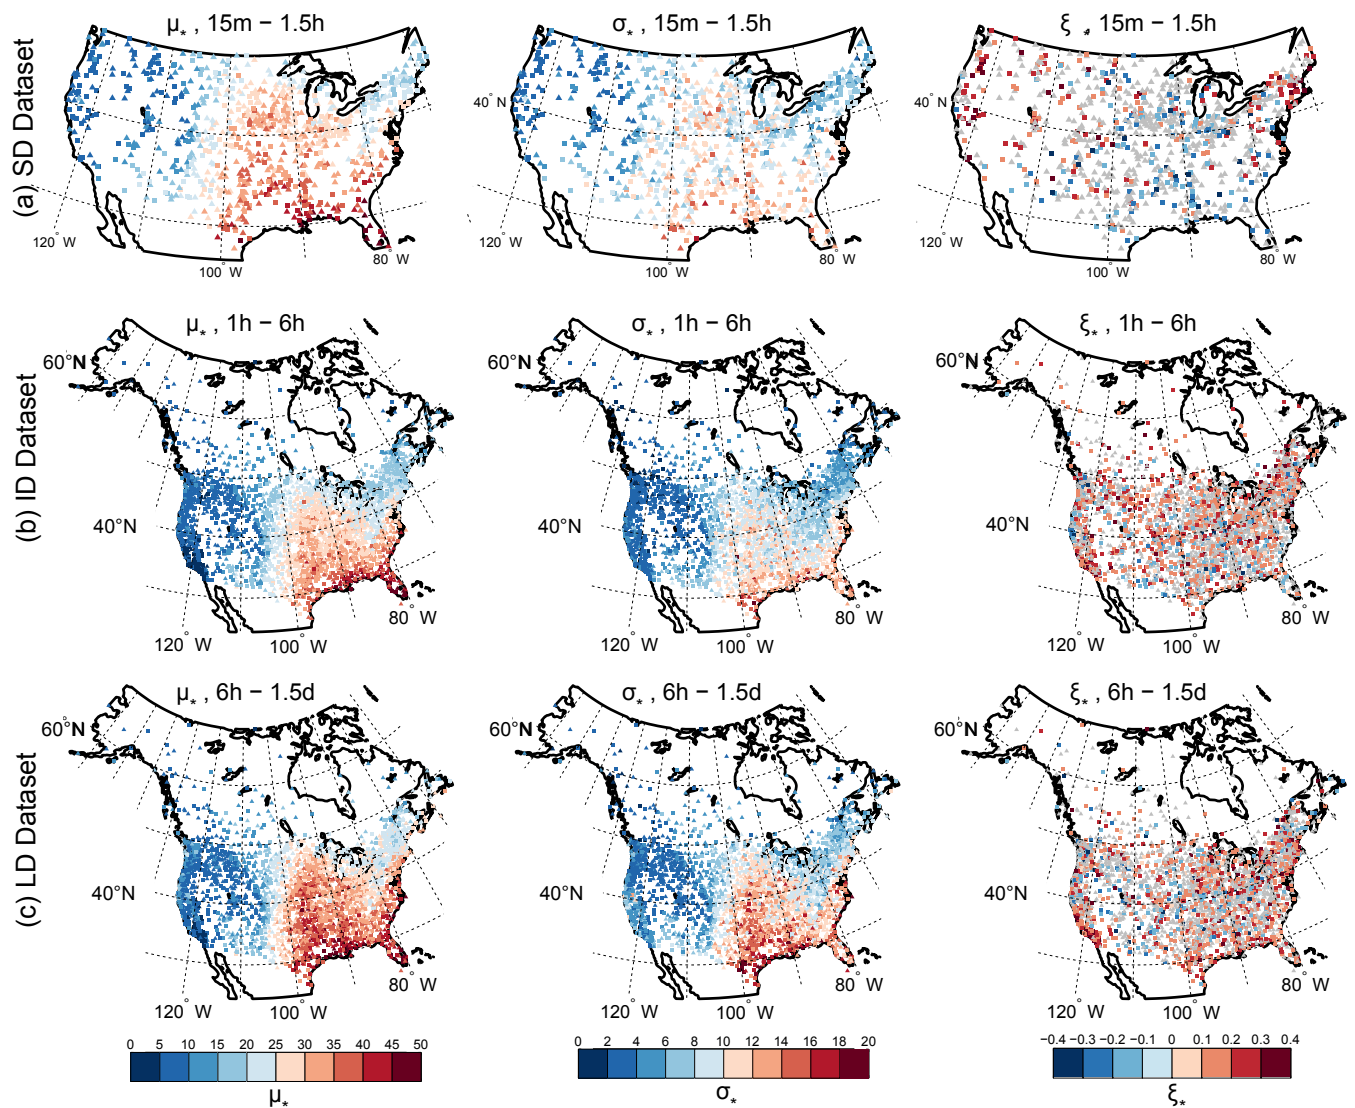 (a) SD Dataset
μ* , 15m − 1.5h
σ* , 15m − 1.5h
ξ * , 15m − 1.5h
40°N
40°N
120°W
100°W
80°W
120°W
100°W
80°W
120°W
100°W
80°W
(b) ID Dataset
μ* , 1h − 6h
σ* , 1h − 6h
ξ* , 1h − 6h
60°N
60°N
60°N
40°N
40°N
40°N
120°W
100°W
80°W
120°W
100°W
80°W
120°W
100°W
80°W
(c) LD Dataset
μ* , 6h − 1.5d
σ* , 6h − 1.5d
ξ* , 6h − 1.5d
60°N
60°N
60°N
40°N
40°N
40°N
120°W
100°W
80°W
120°W
100°W
80°W
120°W
100°W
80°W
0 5 10 15 20 25 30 35 40 45 50
μ*
0 2 4 6 8 10 12 14 16 18 20
σ*
−0.4 −0.3 −0.2 −0.1 0 0.1 0.2 0.3 0.4
ξ*